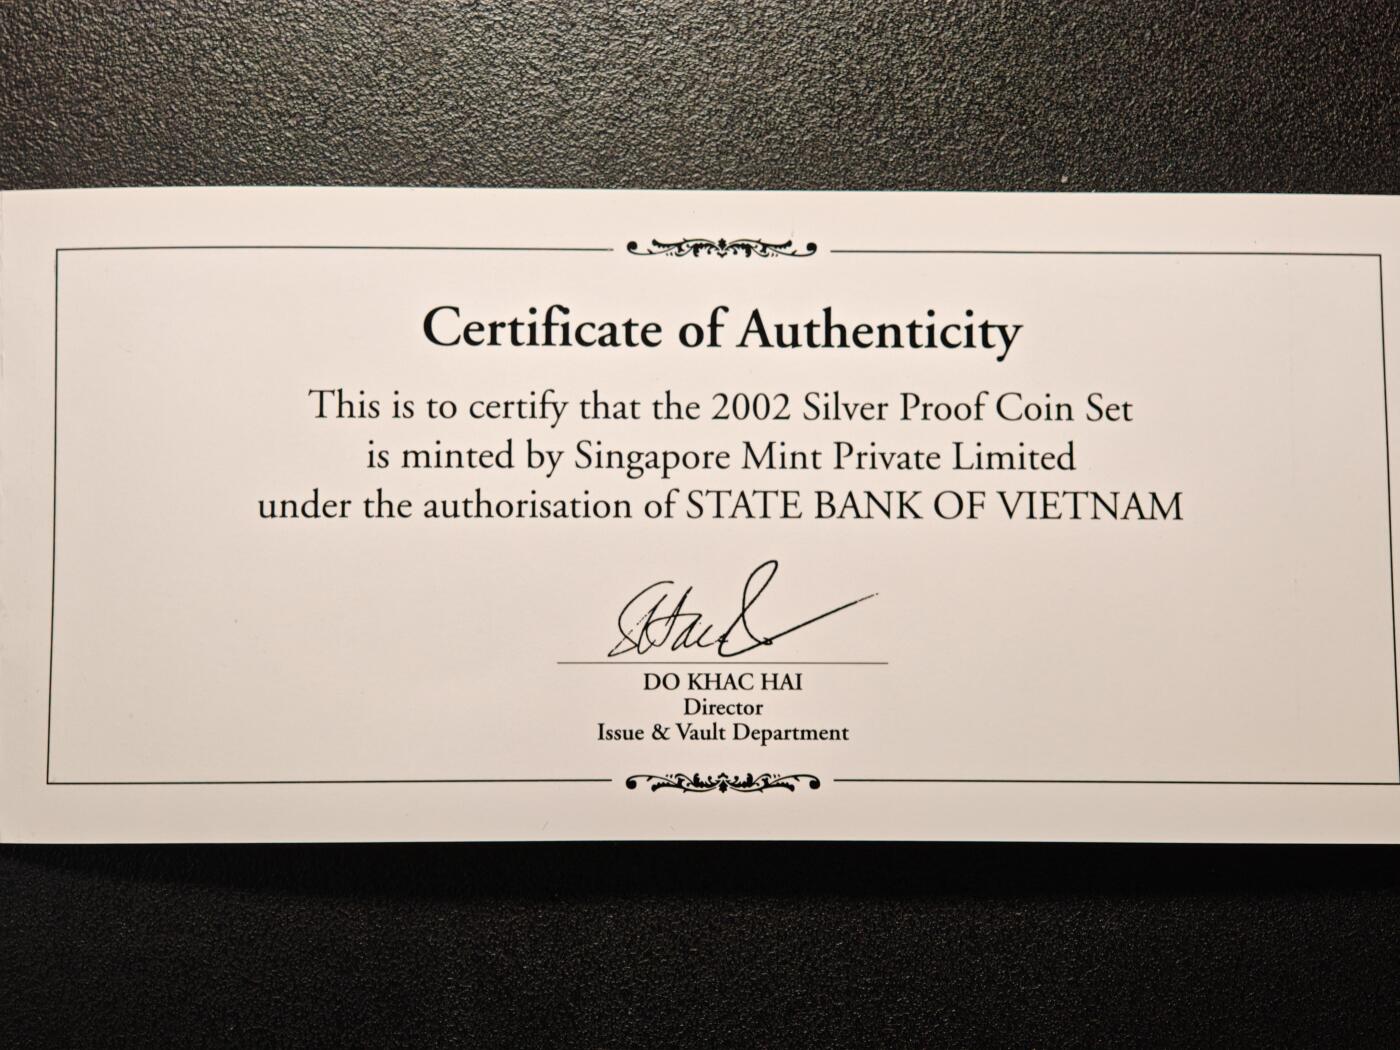 Certificate of Authenticity
This is to certify that the 2002 Silver Proof Coin Set
is minted by Singapore Mint Private Limited
under the authorisation of STATE BANK OF VIETNAM
DO KHAC HAI
Director
Issue & Vault Department